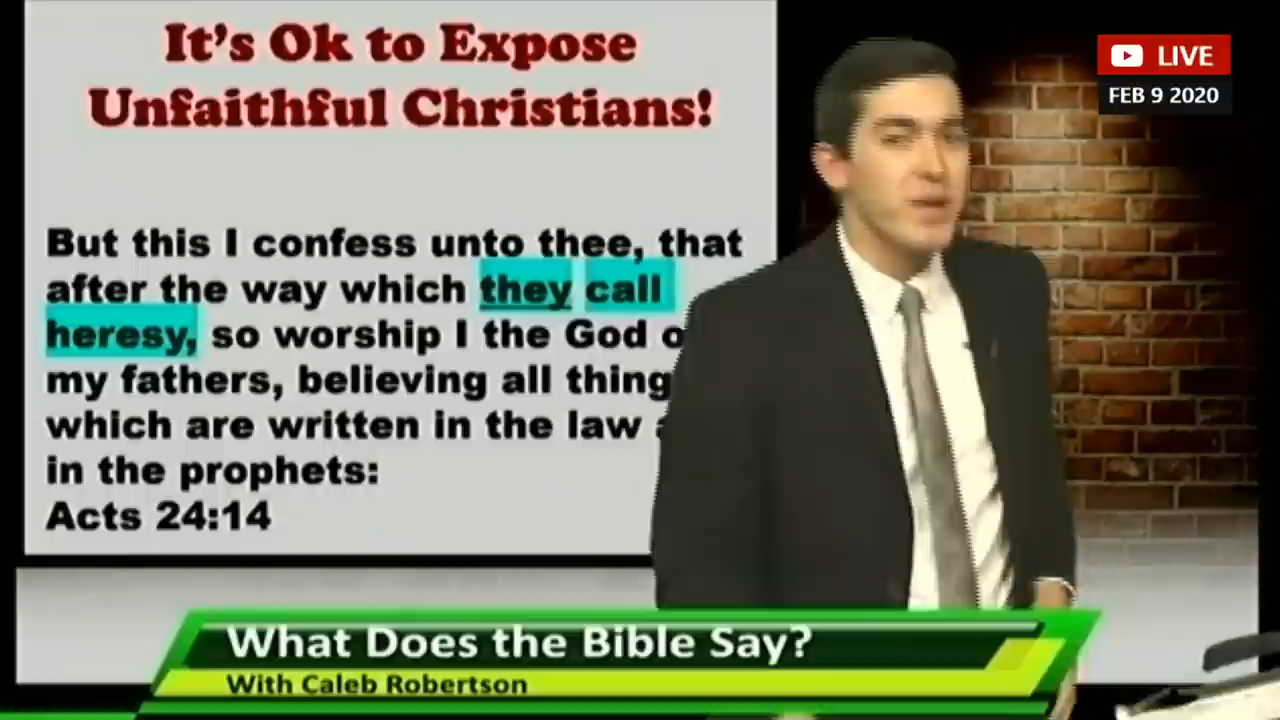 It's Ok to Expose
Unfaithful Christians!
But this I confess unto thee, that
after the way which they call
heresy, so worship I the God o
my fathers, believing all thing
which are written in the law
in the prophets:
Acts 24:14
LIVE
FEB 9 2020
What Does the Bible Say?
With Caleb Robertson